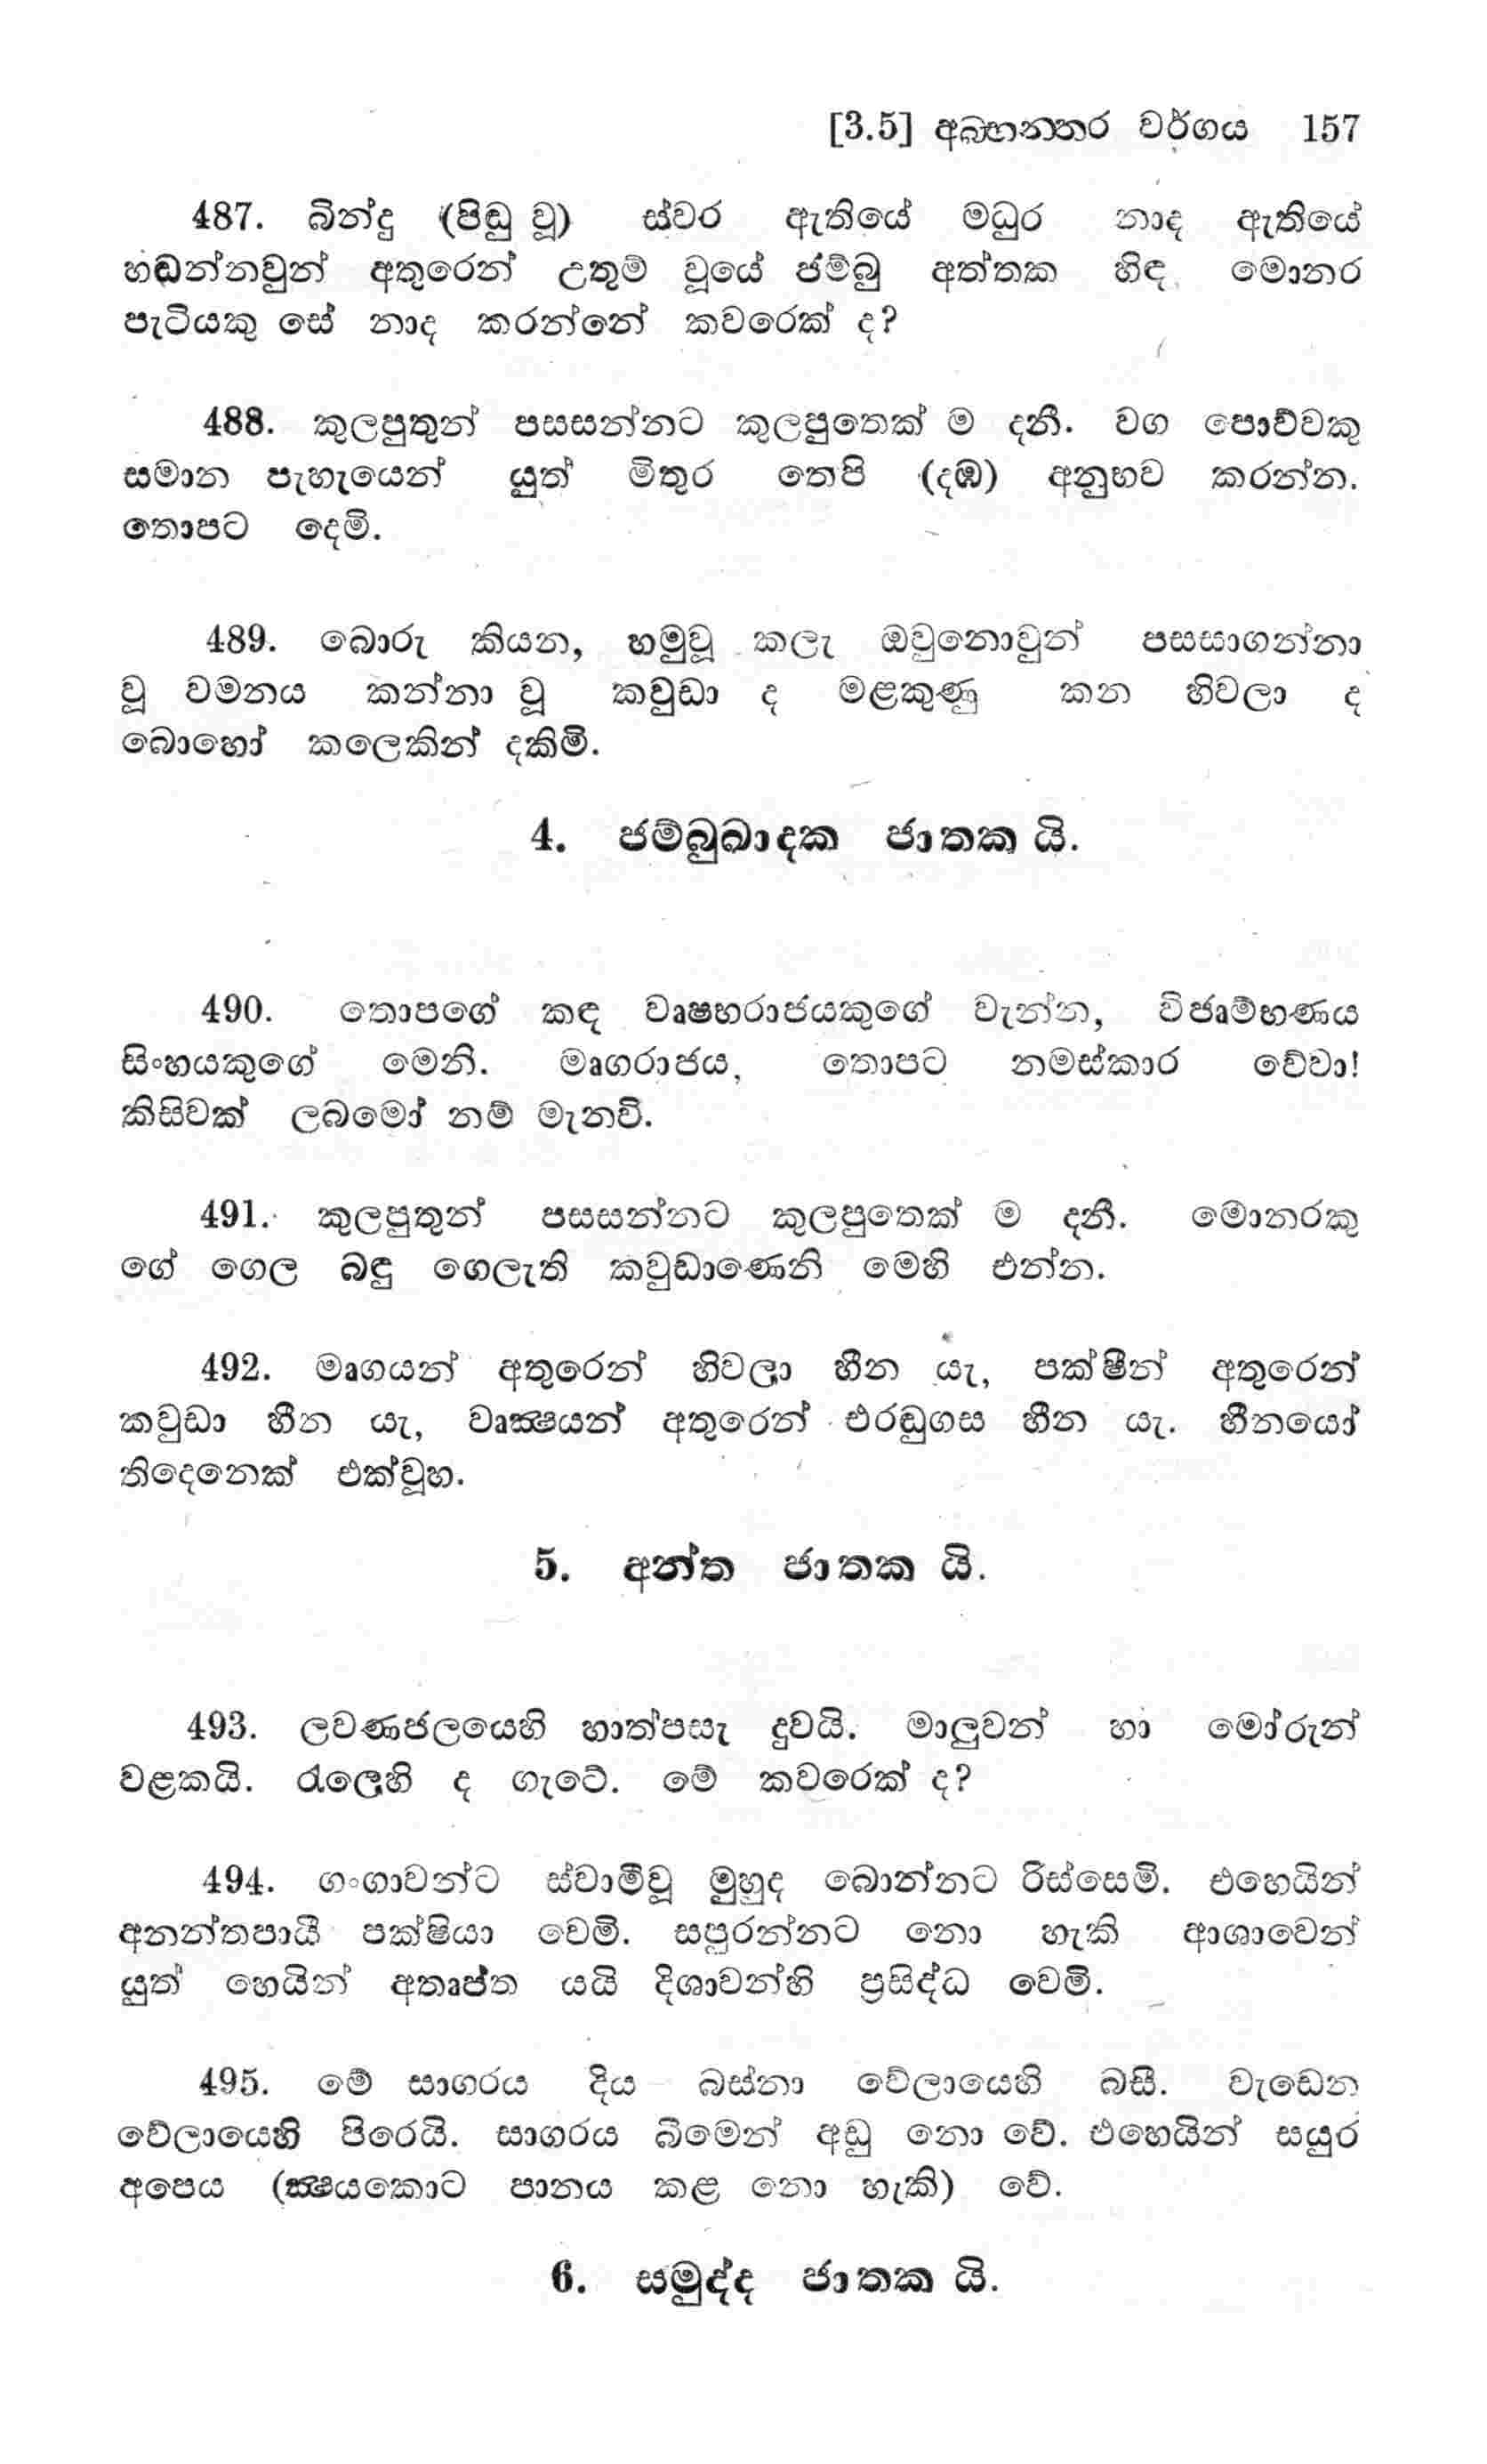 [3.5] අබ්භන්තර වර්ගය 157
487. බින්දු (පිඬු වූ) ස්වර ඇතියේ මධුර නාද ඇතියේ
හඬන්නවුන් අතුරෙන් උතුම් වූයේ ජම්බු අත්තක හිඳ මොනර
පැටියකු සේ නාද කරන්නේ කවරෙක් ද?
488. කුලපුතුන් පසසන්නට කුලපුතෙක් ම දනී. වග පොව්වකු
සමාන පැහැයෙන් යුත් මිතුර තෙපි (දඹ) අනුභව කරන්න.
තොපට දෙමි.
489. බොරු කියන, හමුවූ කලැ ඔවුනොවුන් පසසාගන්නා
වූ වමනය කන්නා වූ කවුඩා ද මළකුණු කන හිවලා ද
බොහෝ කලෙකින් දකිමි.
4. ජම්බුඛාදක ජාතක යි.
490. තොපගේ කඳ වෘෂභරාජයකුගේ වැන්න, විජෘම්භණය
සිංහයකුගේ මෙනි. මෘගරාජය, තොපට නමස්කාර වේවා!
කිසිවක් ලබමෝ නම් මැනවි.
491. කුලපුතුන් පසසන්නට කුලපුතෙක් ම දනී. මොනරකු
ගේ ගෙල බඳු ගෙලැති කවුඩාණෙනි මෙහි එන්න.
492. මෘගයන් අතුරෙන් හිවලා හීන යැ, පක්ෂීන් අතුරෙන්
කවුඩා හීන යැ, වෘක්‍ෂයන් අතුරෙන් එරඬුගස හීන යැ. හීනයෝ
තිදෙනෙක් එක්වූහ.
5. අන්ත ජාතක යි.
493. ලවණජලයෙහි හාත්පසැ දුවයි. මාලුවන් හා මෝරුන්
වළකයි. රැලෙහි ද ගැටේ. මේ කවරෙක් ද?
494. ගංගාවන්ට ස්වාමීවූ මුහුද බොන්නට රිස්සෙමි. එහෙයින්
අනන්තපායී පක්ෂියා වෙමි. සපුරන්නට නො හැකි ආශාවෙන්
යුත් හෙයින් අතෘප්ත යයි දිශාවන්හි ප්‍රසිද්ධ වෙමි.
495. මේ සාගරය දිය බස්නා වේලායෙහි බසී. වැඩෙන
වේලායෙහි පිරෙයි. සාගරය බීමෙන් අඩු නො වේ. එහෙයින් සයුර
අපෙය (ක්‍ෂයකොට පානය කළ නො හැකි) වේ.
6. සමුද්ද ජාතක යි.